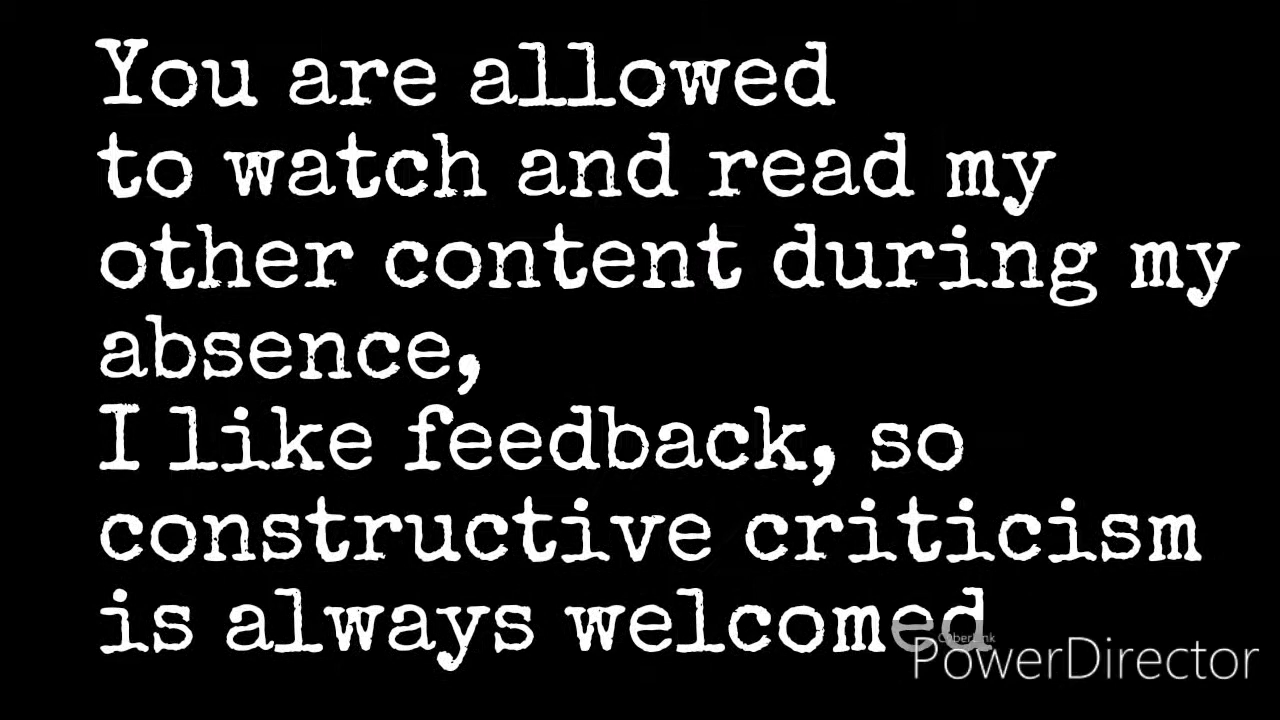 You are allowed
to watch and read my
other content during my
absence,
I like feedback, so
constructive criticism
is always welcomed
CyberLink
PowerDirector